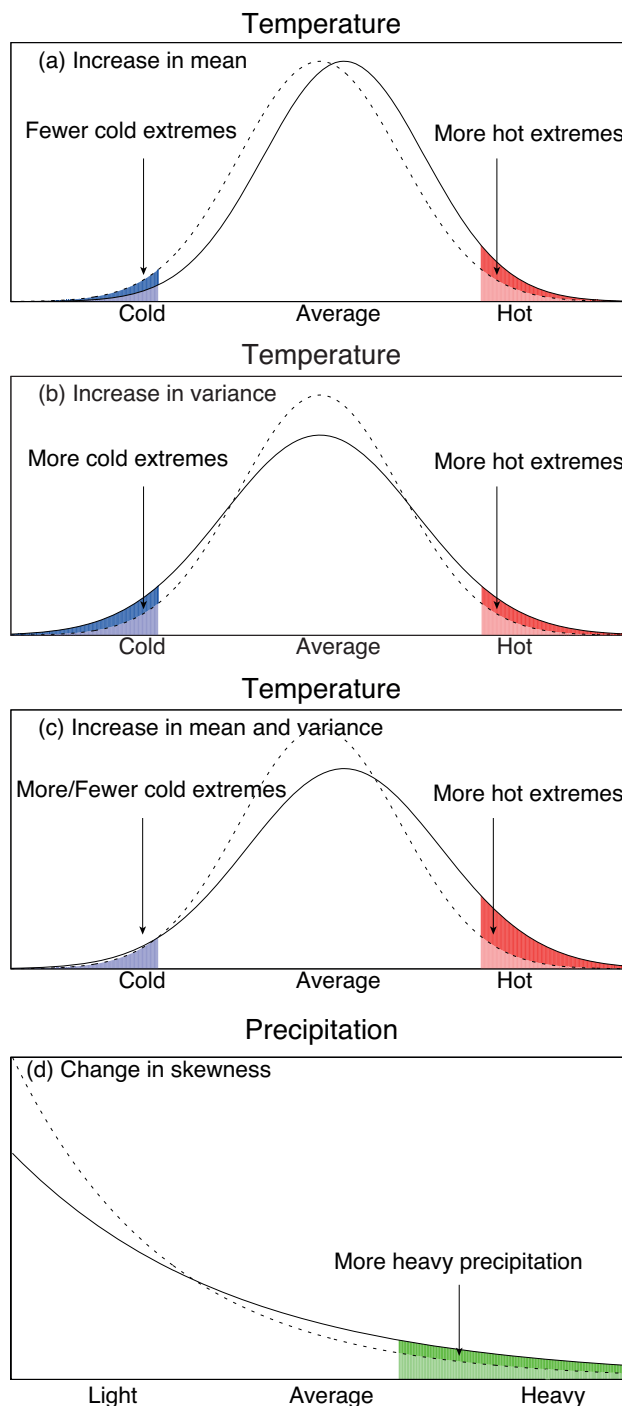 Temperature
(a) Increase in mean
Fewer cold extremes
More hot extremes
Cold Average Hot
Temperature
(b) Increase in variance
More cold extremes
More hot extremes
Cold Average Hot
Temperature
(c) Increase in mean and variance
More/Fewer cold extremes
More hot extremes
Cold Average Hot
Precipitation
(d) Change in skewness
More heavy precipitation
Light Average Heavy